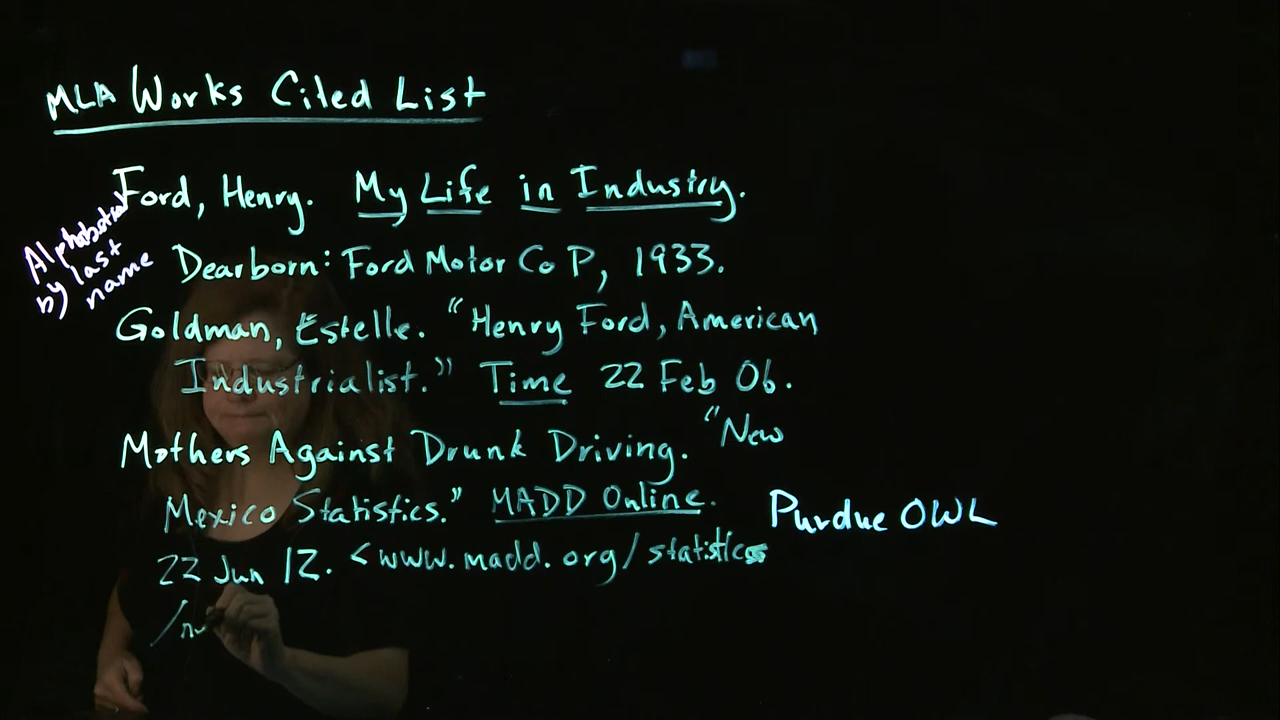 MLA Works Cited List
Ford, Henry. My Life in Industry.
Alphabetical
by last
name
Dearborn: Ford Motor Co P, 1933.
Goldman, Estelle. "Henry Ford, American
Industrialist." Time 22 Feb 06.
Mothers Against Drunk Driving. "New
Mexico Statistics." MADD Online.
22 Jun 12. <www.madd.org/statistics
Purdue OWL